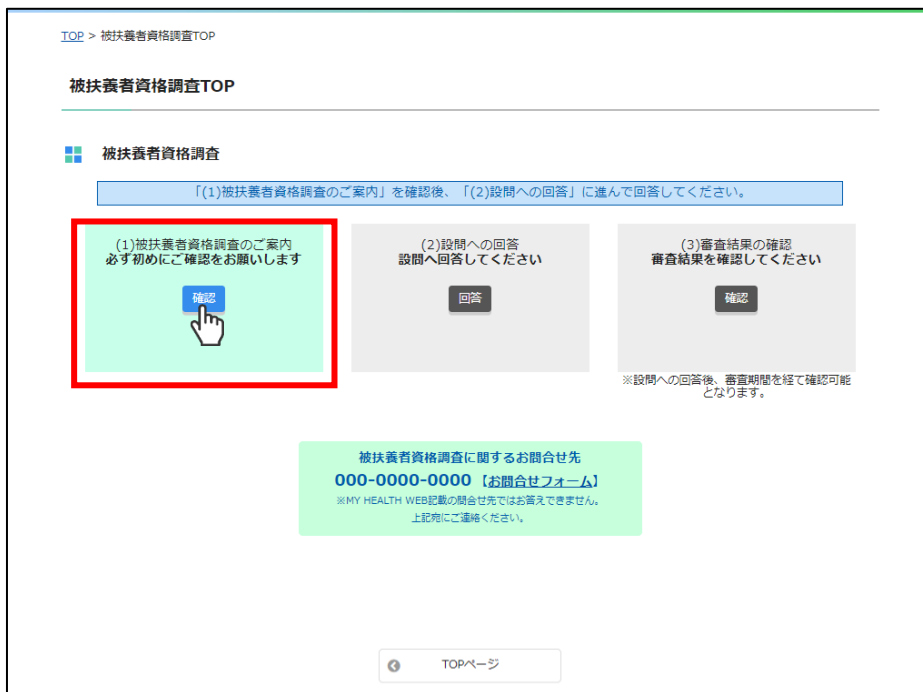 TOP > 被扶養者資格調査TOP
被扶養者資格調査TOP
被扶養者資格調査
「(1)被扶養者資格調査のご案内」を確認後、「(2)設問への回答」に進んで回答してください。
(1)被扶養者資格調査のご案内
必ず初めにご確認をお願いします
確認
(2)設問への回答
設問へ回答してください
回答
(3)審査結果の確認
審査結果を確認してください
確認
※設問への回答後、審査期間を経て確認可能
となります。
被扶養者資格調査に関するお問合せ先
000-0000-0000【お問合せフォーム】
※MY HEALTH WEB記載の問合せ先ではお答えできません。
上記宛にご連絡ください。
TOPページ